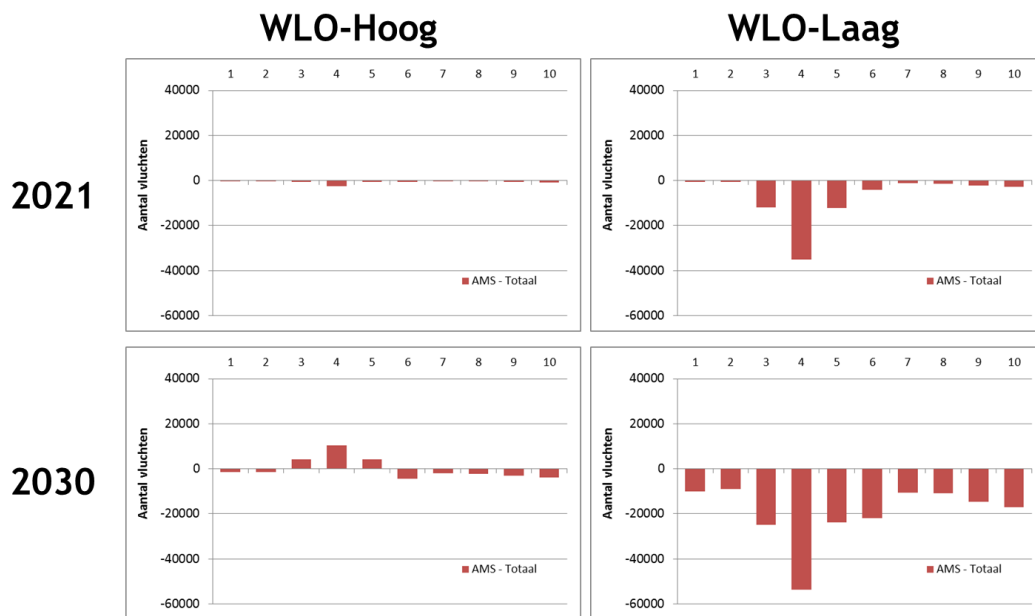 WLO-Hoog WLO-Laag
2021
1 2 3 4 5 6 7 8 9 10
40000
20000
0
-20000
-40000
-60000
Aantal vluchten
AMS - Totaal
1 2 3 4 5 6 7 8 9 10
40000
20000
0
-20000
-40000
-60000
Aantal vluchten
AMS - Totaal
2030
1 2 3 4 5 6 7 8 9 10
40000
20000
0
-20000
-40000
-60000
Aantal vluchten
AMS - Totaal
1 2 3 4 5 6 7 8 9 10
40000
20000
0
-20000
-40000
-60000
Aantal vluchten
AMS - Totaal